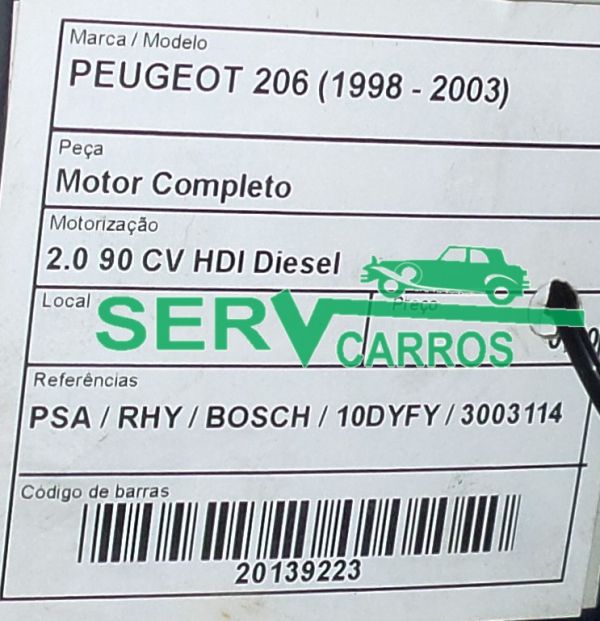 Marca / Modelo
PEUGEOT 206 (1998 - 2003)
Peça
Motor Completo
Motorização
2.0 90 CV HDI Diesel
Local
Preço
SERV
CARROS
Referências
PSA / RHY / BOSCH / 10DYFY / 3003114
Código de barras
20139223